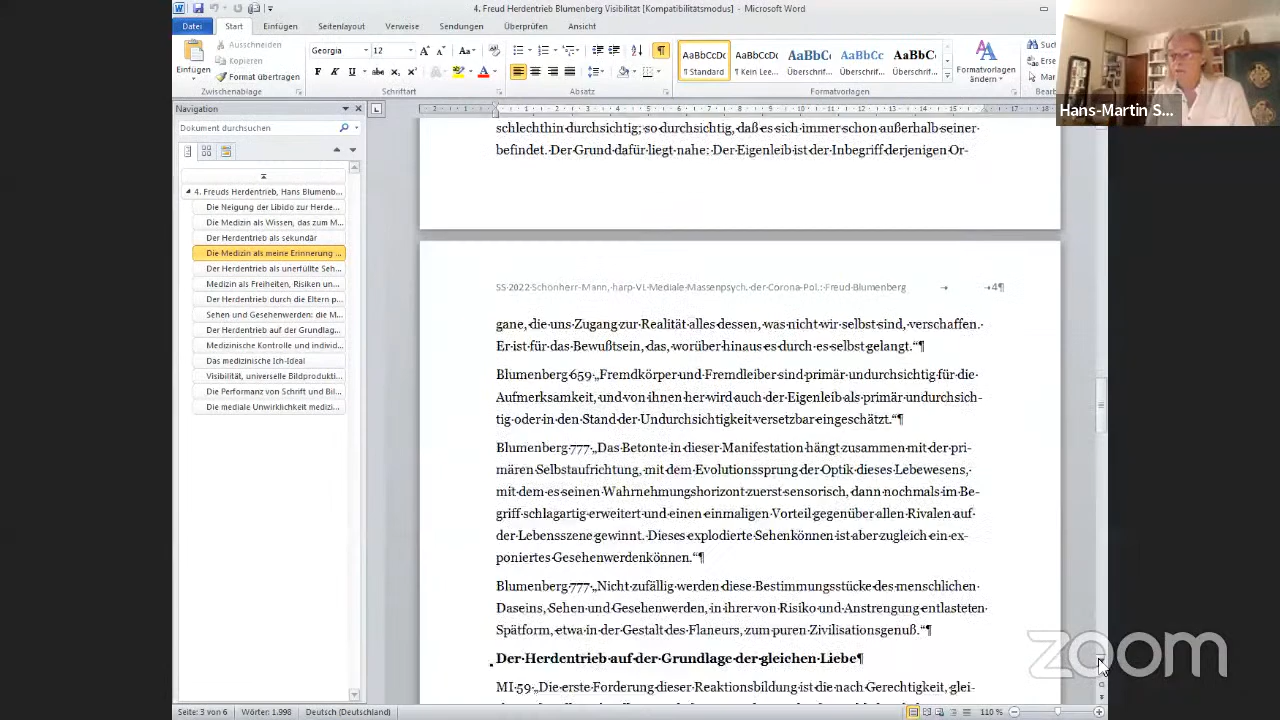 4. Freud Herdentrieb Blumenberg Visibilität [Kompatibilitätsmodus] - Microsoft Word
Datei Start Einfügen Seitenlayout Verweise Sendungen Überprüfen Ansicht
Einfügen
Ausschneiden
Kopieren
Format übertragen
Zwischenablage
Georgia 12
Schriftart
Absatz
AaBbCcDc AaBbCcDc AaBbC AaBbCc AaBbC
¶ Standard ¶ Kein Lee... Überschrif... Überschrif... Überschrif...
Formatvorlagen ändern
Formatvorlagen
Hans-Martin S...
Navigation
Dokument durchsuchen
4. Freuds Herdentrieb, Hans Blumenb...
Die Neigung der Libido zur Herde...
Die Medizin als Wissen, das zum M...
Der Herdentrieb als sekundär
Die Medizin als meine Erinnerung ...
Der Herdentrieb als unerfüllte Seh...
Medizin als Freiheiten, Risiken un...
Der Herdentrieb durch die Eltern p...
Sehen und Gesehenwerden: die M...
Der Herdentrieb auf der Grundlag...
Medizinische Kontrolle und individ...
Das medizinische Ich-Ideal
Visibilität, universelle Bildprodukti...
Die Performanz von Schrift und Bil...
Die mediale Unwirklichkeit medizi...
schlechthin durchsichtig; so durchsichtig, daß es sich immer schon außerhalb seiner
befindet. Der Grund dafür liegt nahe: Der Eigenleib ist der Inbegriff derjenigen Or-
SS 2022 Schönherr-Mann, harp VL Mediale Massenpsych. der Corona-Pol.: Freud Blumenberg 4¶
gane, die uns Zugang zur Realität alles dessen, was nicht wir selbst sind, verschaffen.
Er ist für das Bewußtsein, das, worüber hinaus es durch es selbst gelangt.“¶
Blumenberg 659 „Fremdkörper und Fremdleiber sind primär undurchsichtig für die
Aufmerksamkeit, und von ihnen her wird auch der Eigenleib als primär undurchsich-
tig oder in den Stand der Undurchsichtigkeit versetzbar eingeschätzt.“¶
Blumenberg 777 „Das Betonte in dieser Manifestation hängt zusammen mit der pri-
mären Selbstaufrichtung, mit dem Evolutionssprung der Optik dieses Lebewesens,
mit dem es seinen Wahrnehmungshorizont zuerst sensorisch, dann nochmals im Be-
griff schlagartig erweitert und einen einmaligen Vorteil gegenüber allen Rivalen auf
der Lebensszene gewinnt. Dieses explodierte Sehenkönnen ist aber zugleich ein ex-
poniertes Gesehenwerdenkönnen.“¶
Blumenberg 777 „Nicht zufällig werden diese Bestimmungsstücke des menschlichen
Daseins, Sehen und Gesehenwerden, in ihrer von Risiko und Anstrengung entlasteten
Spätform, etwa in der Gestalt des Flaneurs, zum puren Zivilisationsgenuß.“¶
Der Herdentrieb auf der Grundlage der gleichen Liebe¶
MI 59 „Die erste Forderung dieser Reaktionsbildung ist die nach Gerechtigkeit, glei-
zoom
Seite: 3 von 6 Wörter: 1.998 Deutsch (Deutschland) 110 %